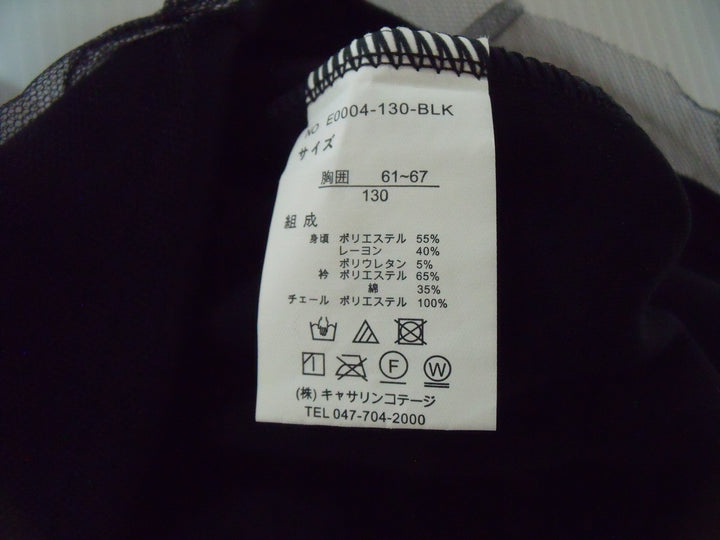 NO E0004-130-BLK
サイズ
胸囲 61~67
130
組成
身頃 ポリエステル 55%
レーヨン 40%
ポリウレタン 5%
衿 ポリエステル 65%
綿 35%
チェール ポリエステル 100%
F W
(株) キャサリンコテージ
TEL 047-704-2000